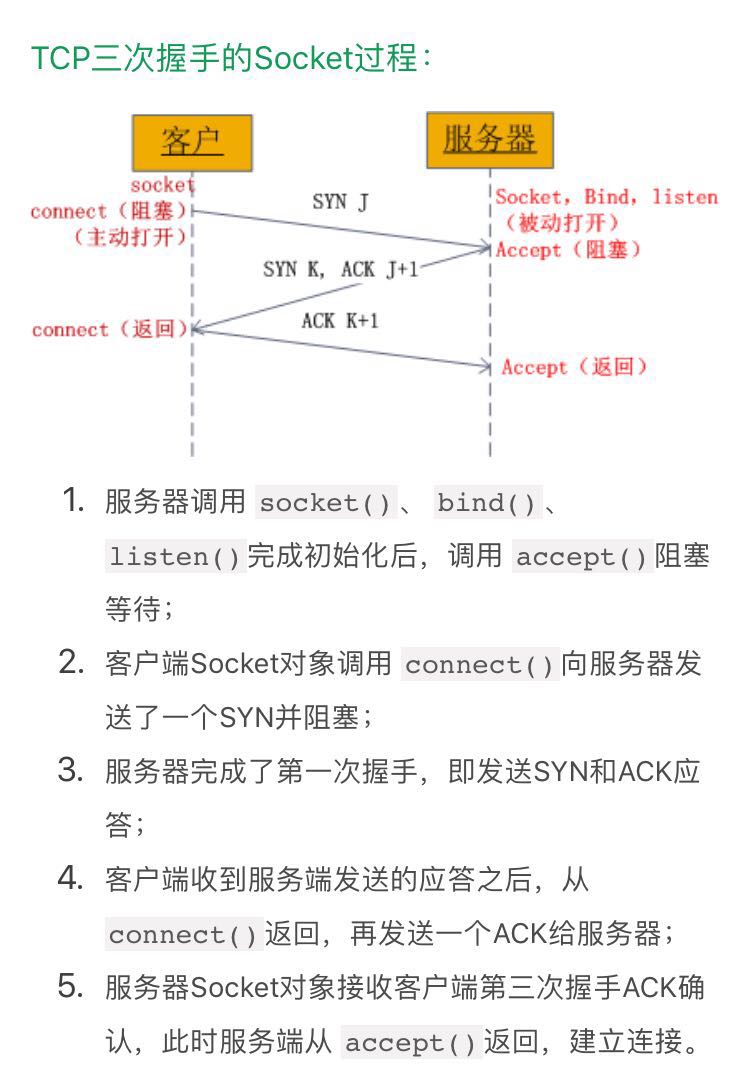 TCP三次握手的Socket过程：
客户
服务器
socket
connect（阻塞）
（主动打开）
SYN J
Socket，Bind，listen
（被动打开）
Accept（阻塞）
SYN K, ACK J+1
connect（返回）
ACK K+1
Accept（返回）
1. 服务器调用 socket()、 bind()、
listen()完成初始化后，调用 accept()阻塞
等待；
2. 客户端Socket对象调用 connect()向服务器发
送了一个SYN并阻塞；
3. 服务器完成了第一次握手，即发送SYN和ACK应
答；
4. 客户端收到服务端发送的应答之后，从
connect()返回，再发送一个ACK给服务器；
5. 服务器Socket对象接收客户端第三次握手ACK确
认，此时服务端从 accept()返回，建立连接。